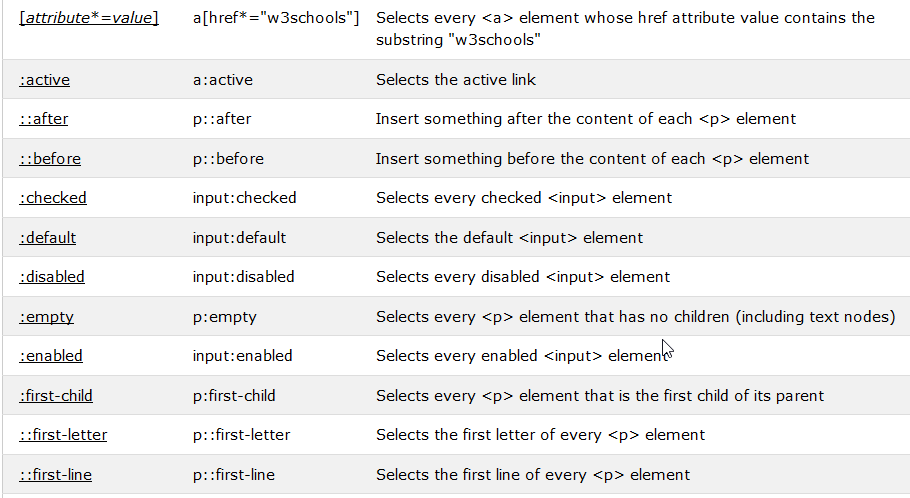 [attribute*=value] a[href*="w3schools"] Selects every <a> element whose href attribute value contains the
substring "w3schools"
:active a:active Selects the active link
::after p::after Insert something after the content of each <p> element
::before p::before Insert something before the content of each <p> element
:checked input:checked Selects every checked <input> element
:default input:default Selects the default <input> element
:disabled input:disabled Selects every disabled <input> element
:empty p:empty Selects every <p> element that has no children (including text nodes)
:enabled input:enabled Selects every enabled <input> element
:first-child p:first-child Selects every <p> element that is the first child of its parent
::first-letter p::first-letter Selects the first letter of every <p> element
::first-line p::first-line Selects the first line of every <p> element